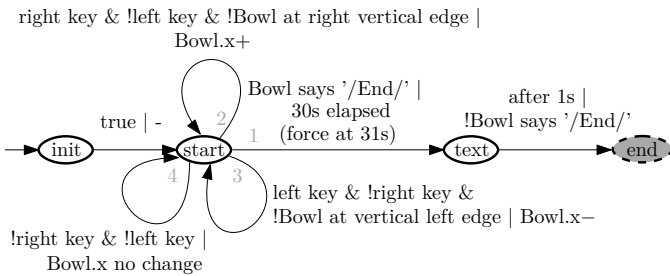 right key & !left key & !Bowl at right vertical edge |
Bowl.x+
Bowl says '/End/' |
30s elapsed
(force at 31s)
after 1s |
!Bowl says '/End/'
true | -
2
1
init
start
text
end
4
3
left key & !right key &
!Bowl at vertical left edge | Bowl.x−
!right key & !left key |
Bowl.x no change